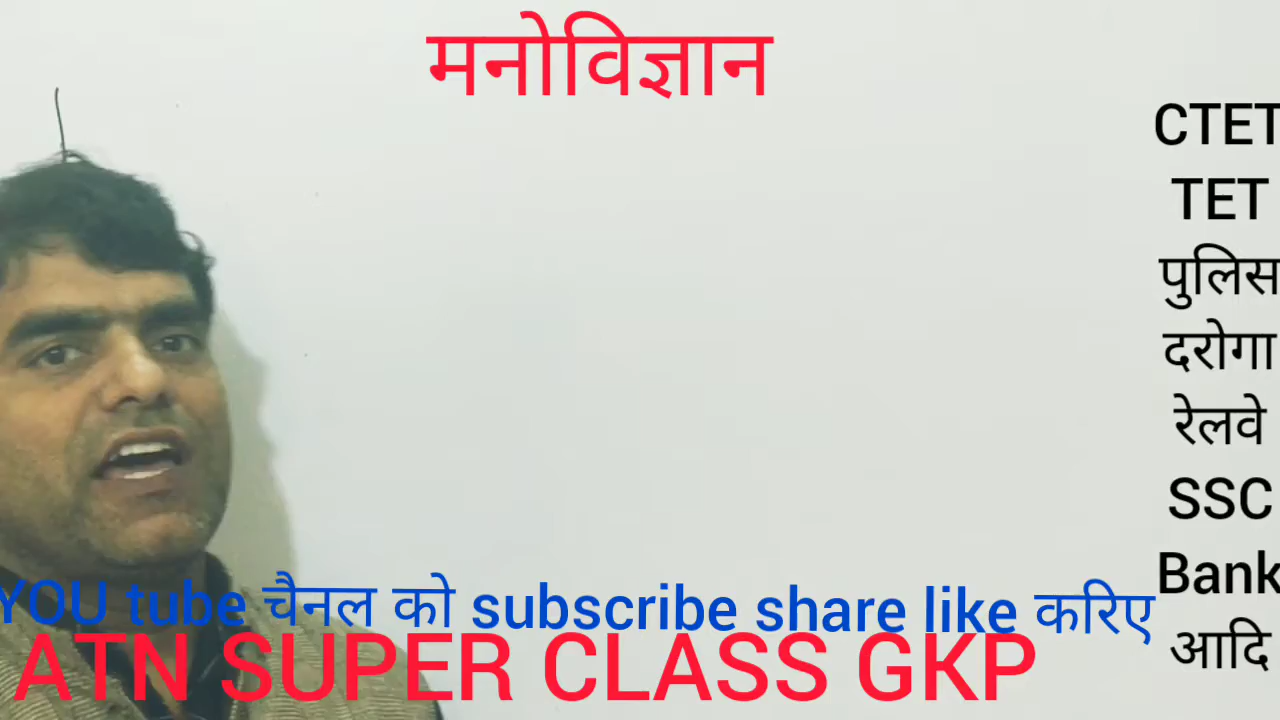 मनोविज्ञान
CTET
TET
पुलिस
दरोगा
रेलवे
SSC
Bank
आदि
YOU tube चैनल को subscribe share like करिए
ATN SUPER CLASS GKP